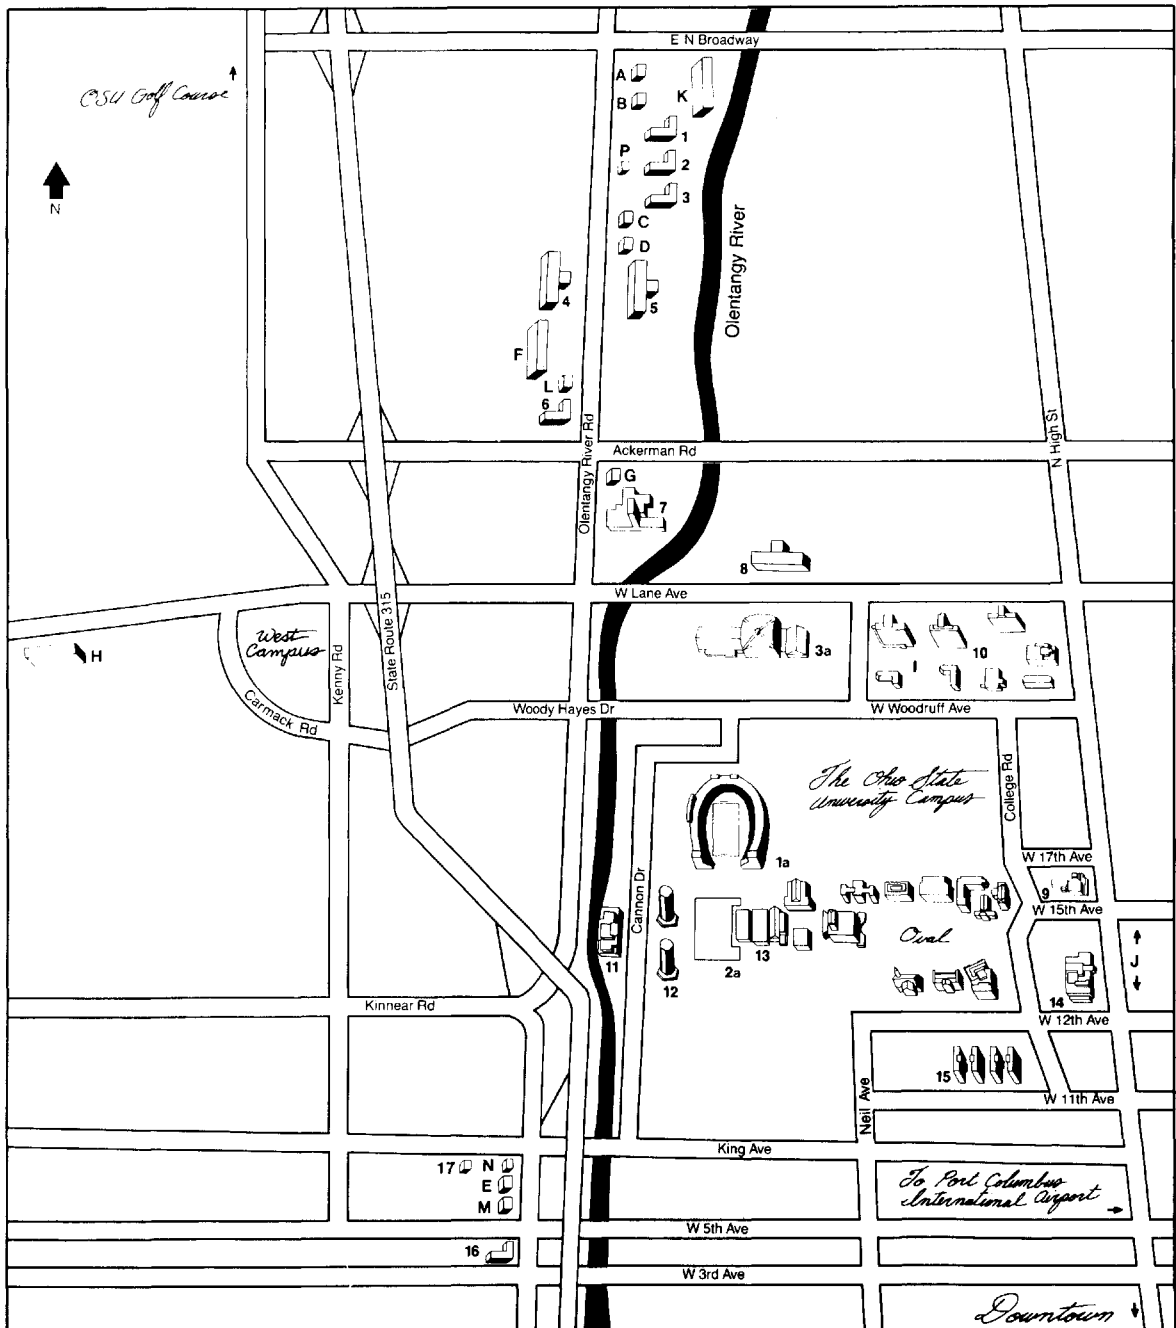 E N Broadway
OSU Golf Course
A
B
K
1
P
2
3
N
C
D
Olentangy River
4
5
F
L
6
N High St
Olentangy River Rd
Ackerman Rd
G
7
8
W Lane Ave
State Route 315
West
Campus
H
Kenny Rd
3a
I
10
Carmack Rd
Woody Hayes Dr
W Woodruff Ave
The Ohio State
University Campus
College Rd
1a
W 17th Ave
9
W 15th Ave
Cannon Dr
Oval
11
12
2a
13
J
14
Kinnear Rd
W 12th Ave
15
Neil Ave
W 11th Ave
King Ave
17
N
E
M
To Port Columbus
International Airport
W 5th Ave
16
W 3rd Ave
Downtown